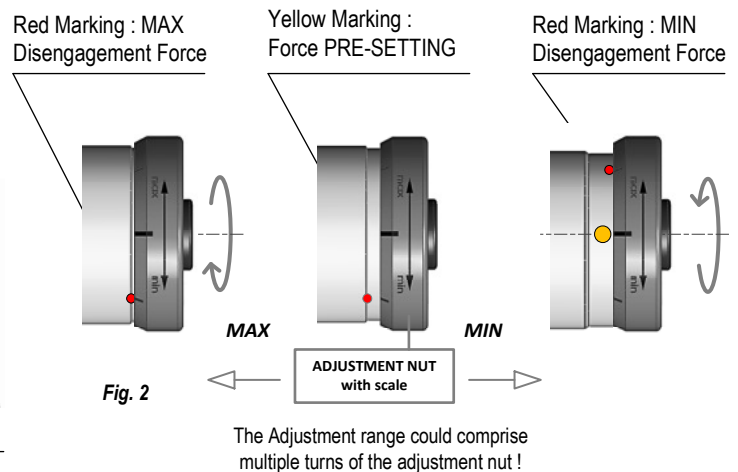 Red Marking : MAX
Disengagement Force
Yellow Marking :
Force PRE-SETTING
Red Marking : MIN
Disengagement Force
max
min
max
min
max
min
MAX
MIN
ADJUSTMENT NUT
with scale
Fig. 2
The Adjustment range could comprise
multiple turns of the adjustment nut !